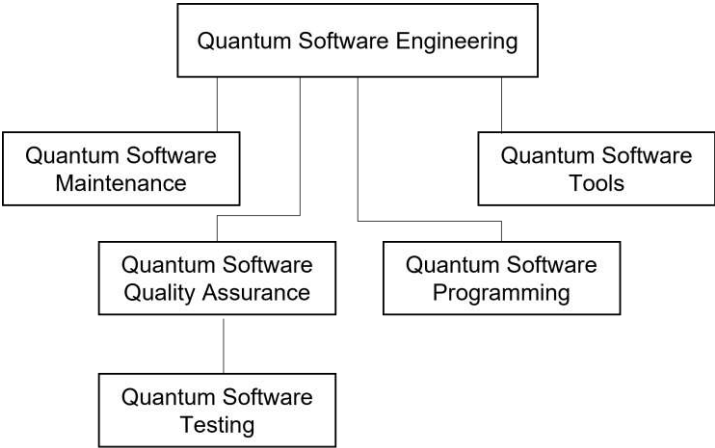 Quantum Software Engineering
Quantum Software
Maintenance
Quantum Software
Tools
Quantum Software
Quality Assurance
Quantum Software
Programming
Quantum Software
Testing